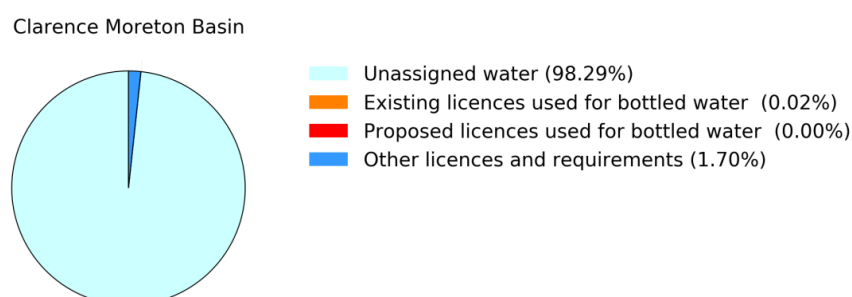 Clarence Moreton Basin
Unassigned water (98.29%)
Existing licences used for bottled water  (0.02%)
Proposed licences used for bottled water  (0.00%)
Other licences and requirements (1.70%)